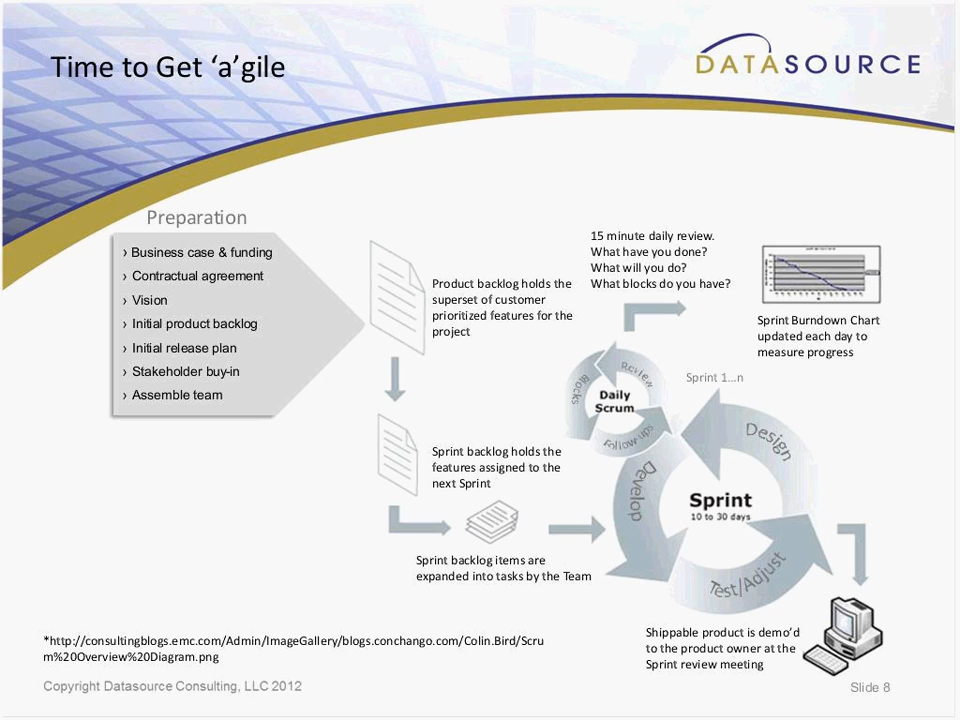 Time to Get ‘a’gile
DATASOURCE
Preparation
› Business case & funding
› Contractual agreement
› Vision
› Initial product backlog
› Initial release plan
› Stakeholder buy-in
› Assemble team
Product backlog holds the
superset of customer
prioritized features for the
project
15 minute daily review.
What have you done?
What will you do?
What blocks do you have?
Sprint Burndown Chart
updated each day to
measure progress
Sprint 1…n
Review
Blocks
Daily
Scrum
Follow-ups
Sprint backlog holds the
features assigned to the
next Sprint
Design
Develop
Sprint
10 to 30 days
Test/Adjust
Sprint backlog items are
expanded into tasks by the Team
Shippable product is demo’d
to the product owner at the
Sprint review meeting
*http://consultingblogs.emc.com/Admin/ImageGallery/blogs.conchango.com/Colin.Bird/Scru
m%20Overview%20Diagram.png
Copyright Datasource Consulting, LLC 2012
Slide 8